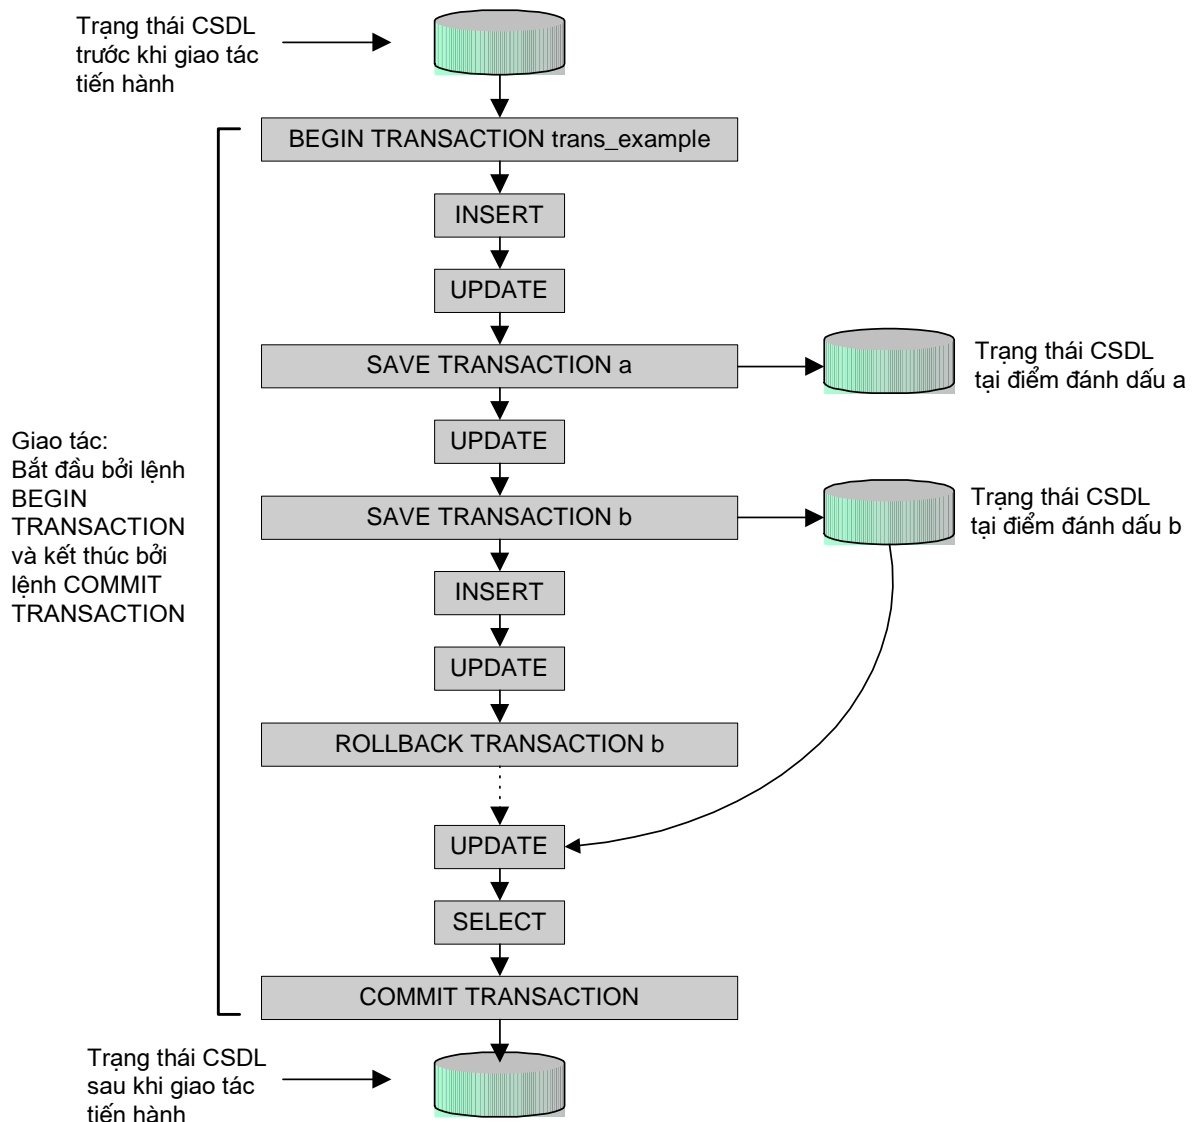 Trạng thái CSDL
trước khi giao tác
tiến hành
BEGIN TRANSACTION trans_example
INSERT
UPDATE
SAVE TRANSACTION a
Trạng thái CSDL
tại điểm đánh dấu a
UPDATE
Giao tác:
Bắt đầu bởi lệnh
BEGIN
TRANSACTION
và kết thúc bởi
lệnh COMMIT
TRANSACTION
SAVE TRANSACTION b
Trạng thái CSDL
tại điểm đánh dấu b
INSERT
UPDATE
ROLLBACK TRANSACTION b
UPDATE
SELECT
COMMIT TRANSACTION
Trạng thái CSDL
sau khi giao tác
tiến hành